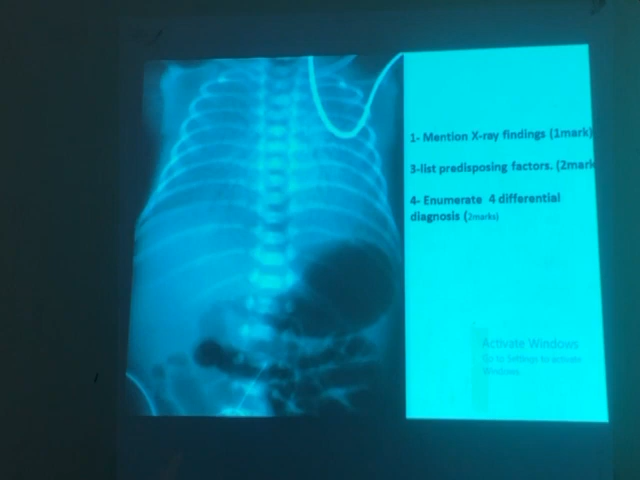 1- Mention X-ray findings (1mark)
3-list predisposing factors. (2mark
4- Enumerate 4 differential
diagnosis (2marks)
Activate Windows
Go to Settings to activate
Windows.